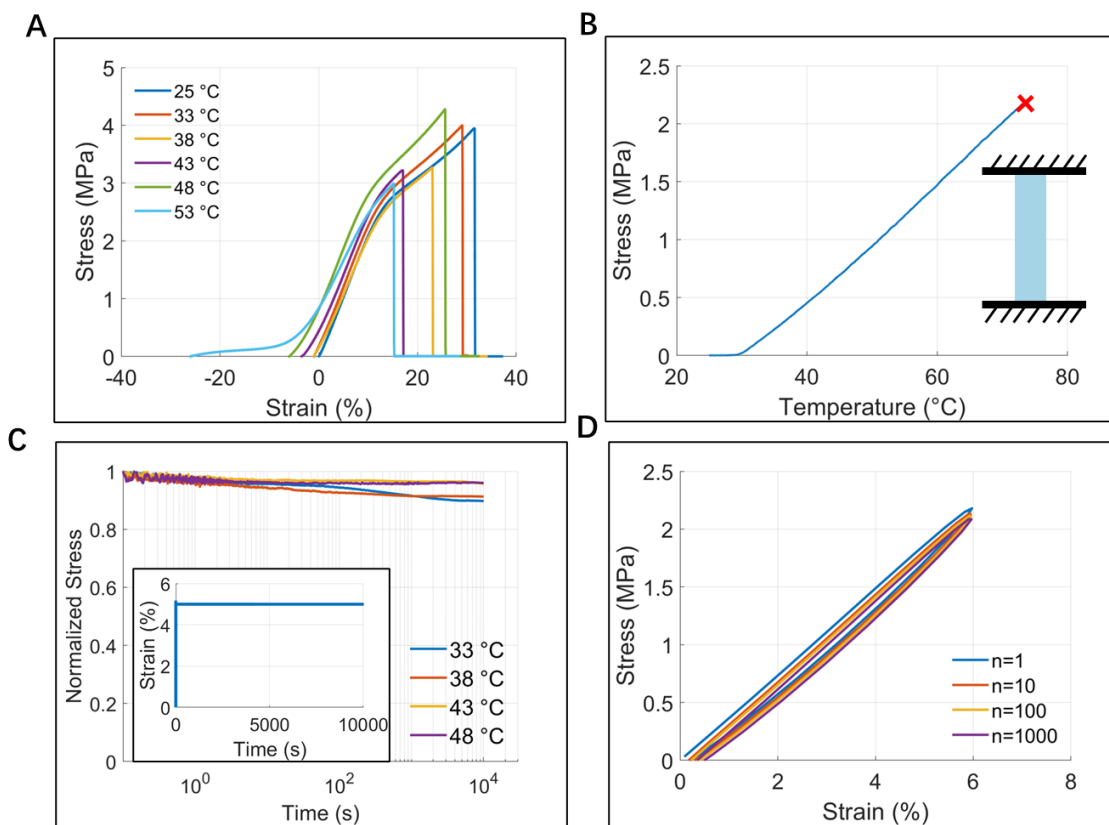 A
5
4
3
2
1
0
-40
-20
0
20
40
Stress (MPa)
Strain (%)
25 °C
33 °C
38 °C
43 °C
48 °C
53 °C
B
2.5
2
1.5
1
0.5
0
20
40
60
80
Stress (MPa)
Temperature (°C)
C
1
0.8
0.6
0.4
0.2
0
10^0
10^2
10^4
Normalized Stress
Time (s)
6
4
2
0
0
5000
10000
Strain (%)
Time (s)
33 °C
38 °C
43 °C
48 °C
D
2.5
2
1.5
1
0.5
0
0
2
4
6
8
Stress (MPa)
Strain (%)
n=1
n=10
n=100
n=1000